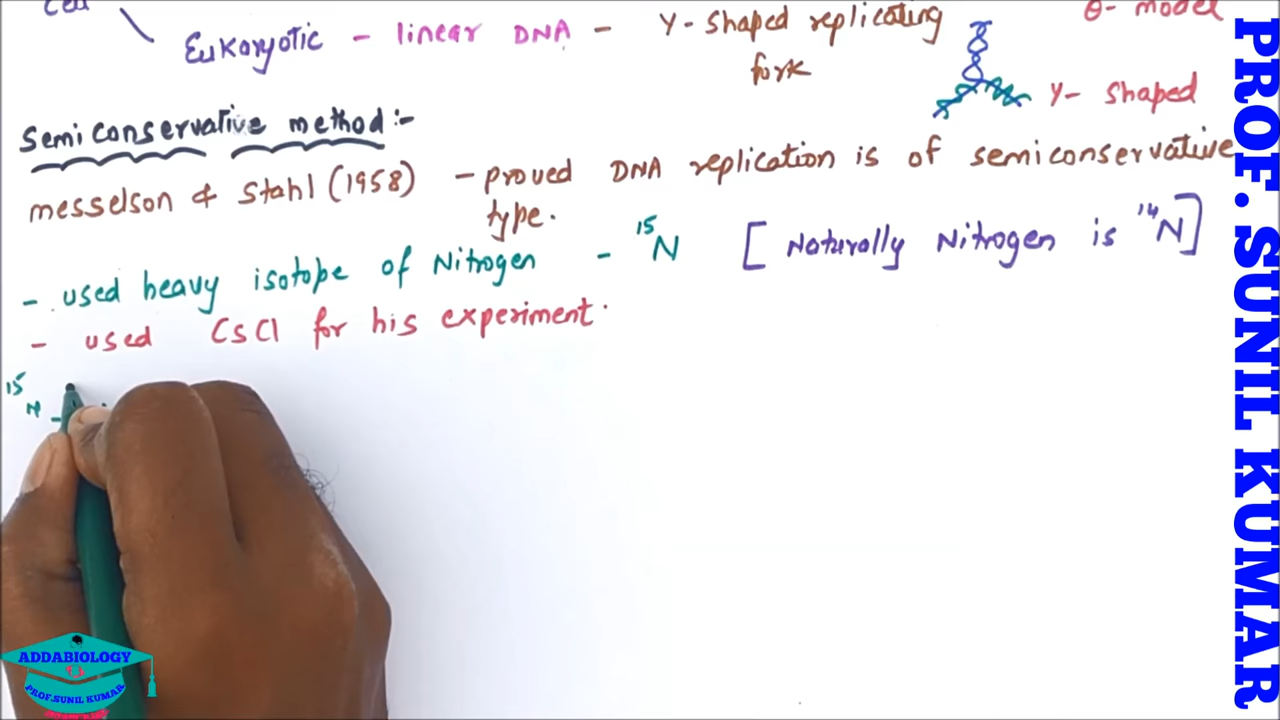 Cell
Eukaryotic - linear DNA - Y-shaped replicating
fork
θ- model
Y- shaped
Semiconservative method:-
messelson & Stahl (1958) - proved DNA replication is of semiconservative
type.
- used heavy isotope of Nitrogen - ¹⁵N [Naturally Nitrogen is ¹⁴N]
- used CsCl for his experiment.
¹⁵N -
PROF. SUNIL KUMAR
ADDABIOLOGY
PROF.SUNIL KUMAR